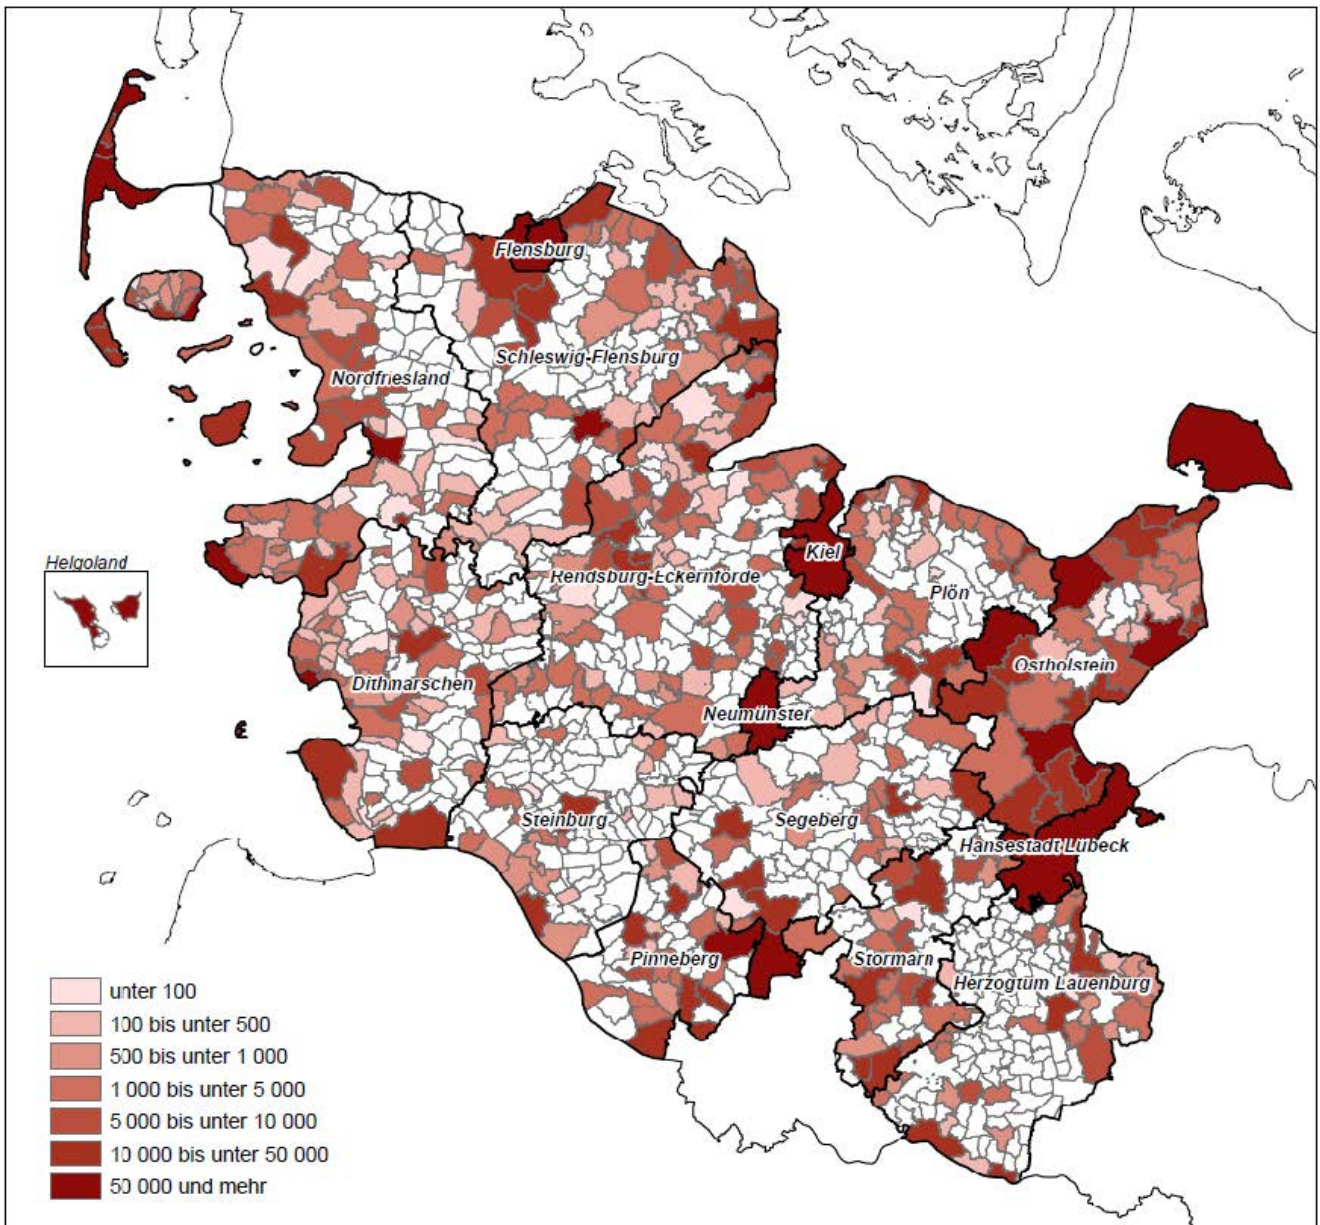 Flensburg
Schleswig-Flensburg
Nordfriesland
Kiel
Helgoland
Rendsburg-Eckernförde
Plön
Ostholstein
Dithmarschen
Neumünster
Steinburg
Segeberg
Hansestadt Lübeck
Pinneberg
Stormarn
Herzogtum Lauenburg
unter 100
100 bis unter 500
500 bis unter 1 000
1 000 bis unter 5 000
5 000 bis unter 10 000
10 000 bis unter 50 000
50 000 und mehr